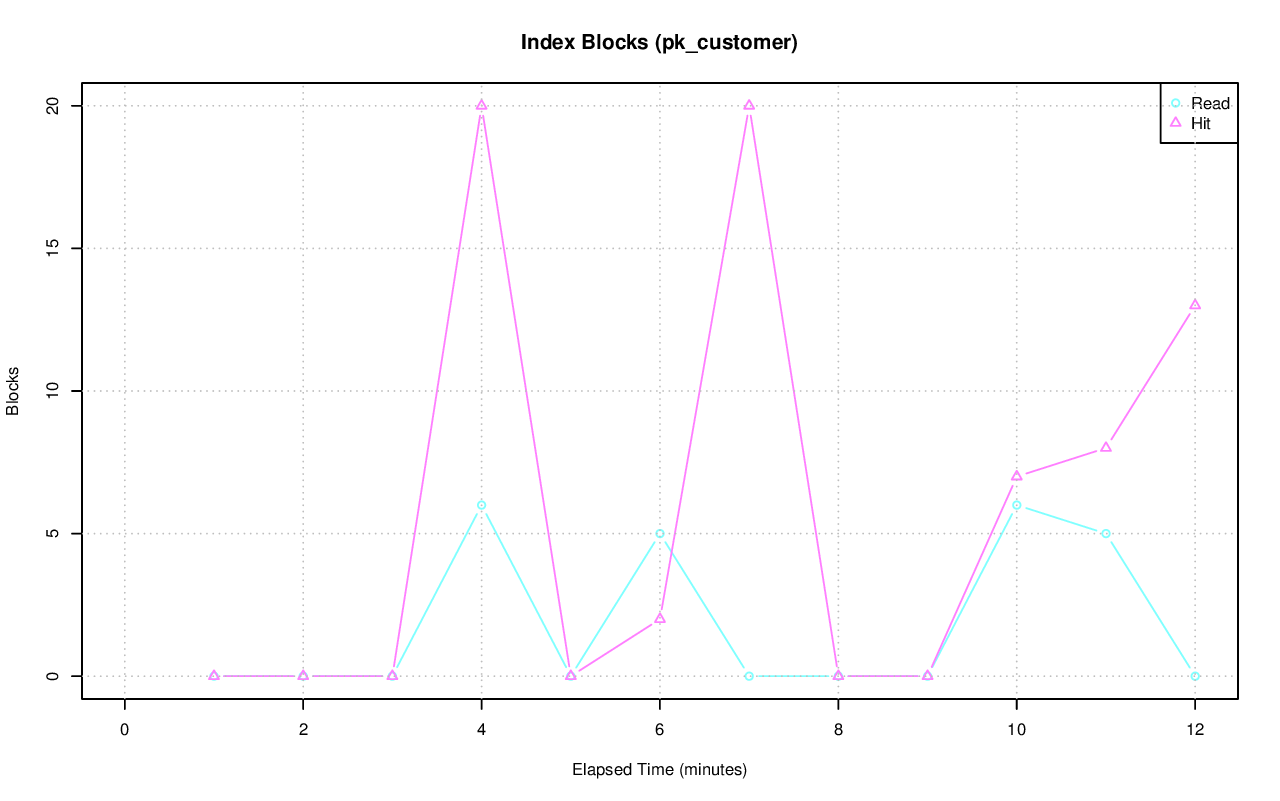 Index Blocks (pk_customer)
Read
Hit
20
15
10
5
0
Blocks
0 2 4 6 8 10 12
Elapsed Time (minutes)